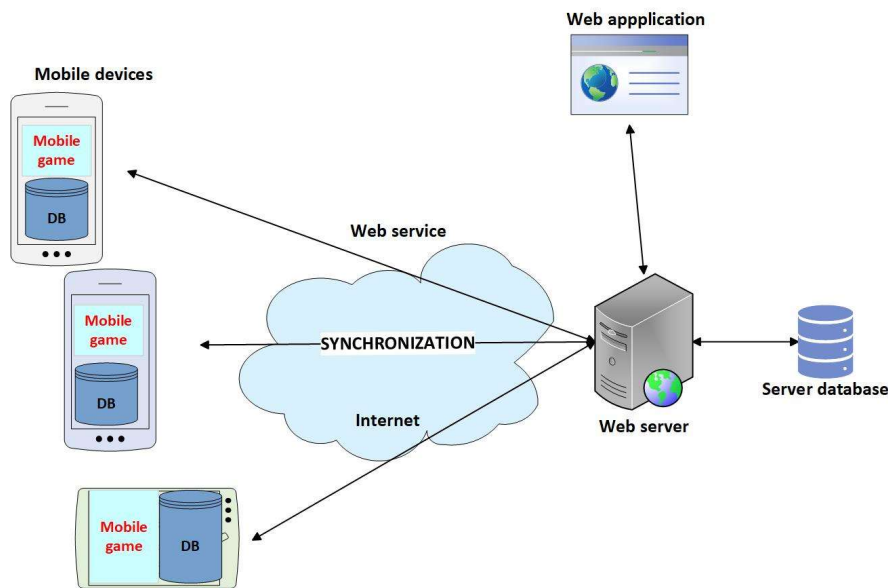 Web appplication
Mobile devices
Mobile
game
DB
Web service
Mobile
game
DB
SYNCHRONIZATION
Server database
Internet
Web server
Mobile
game
DB